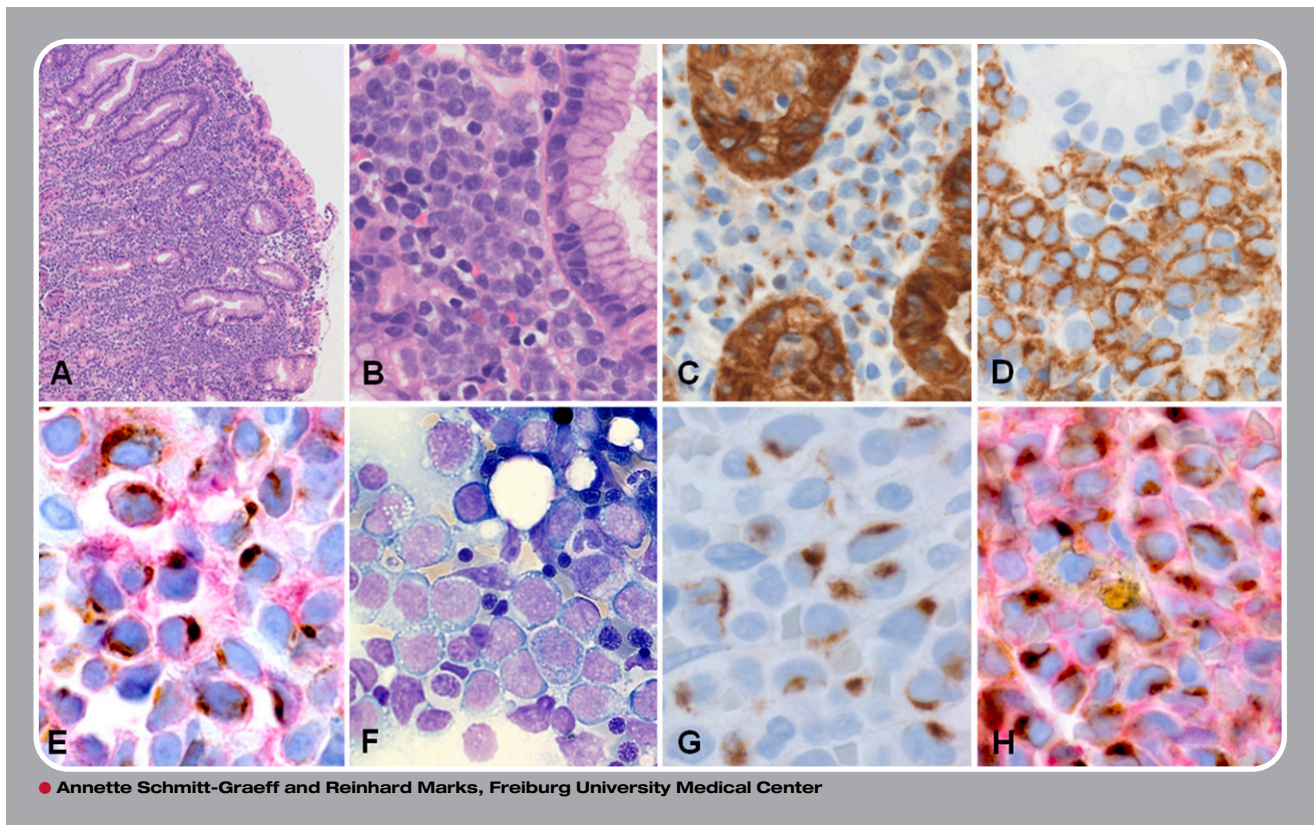 A
B
C
D
E
F
G
H
Annette Schmitt-Graeff and Reinhard Marks, Freiburg University Medical Center